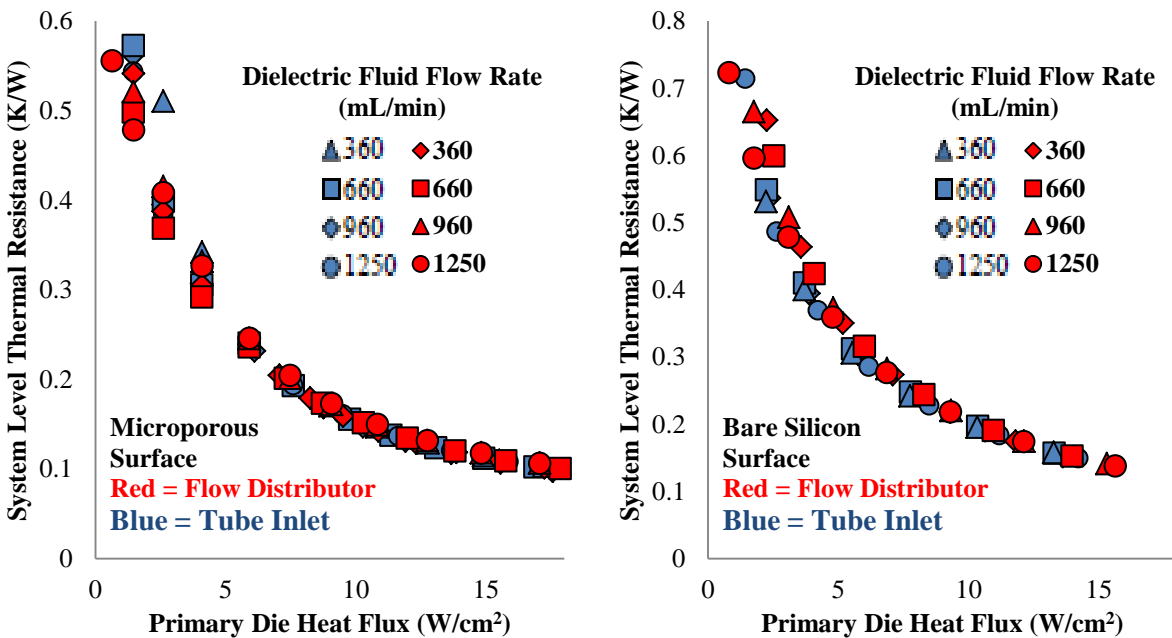 System Level Thermal Resistance (K/W)
0.6
0.5
0.4
0.3
0.2
0.1
0
Dielectric Fluid Flow Rate
(mL/min)
360 360
660 660
960 960
1250 1250
Microporous
Surface
Red = Flow Distributor
Blue = Tube Inlet
0 5 10 15
Primary Die Heat Flux (W/cm²)
System Level Thermal Resistance (K/W)
0.8
0.7
0.6
0.5
0.4
0.3
0.2
0.1
0
Dielectric Fluid Flow Rate
(mL/min)
360 360
660 660
960 960
1250 1250
Bare Silicon
Surface
Red = Flow Distributor
Blue = Tube Inlet
0 5 10 15
Primary Die Heat Flux (W/cm²)